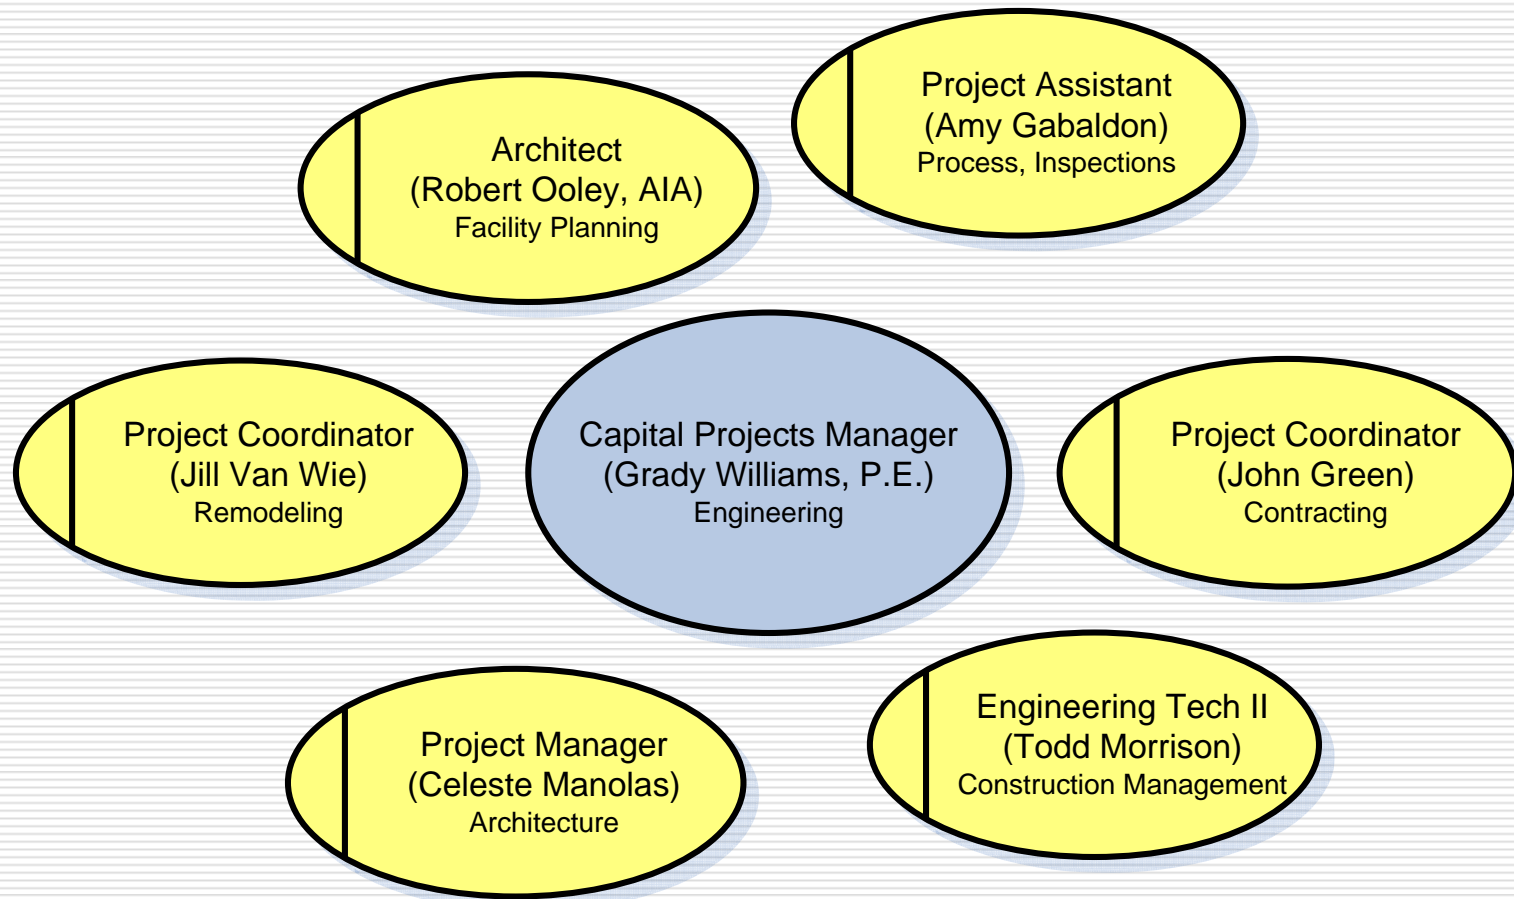 Project Assistant
(Amy Gabaldon)
Process, Inspections
Architect
(Robert Ooley, AIA)
Facility Planning
Project Coordinator
(Jill Van Wie)
Remodeling
Capital Projects Manager
(Grady Williams, P.E.)
Engineering
Project Coordinator
(John Green)
Contracting
Project Manager
(Celeste Manolas)
Architecture
Engineering Tech II
(Todd Morrison)
Construction Management